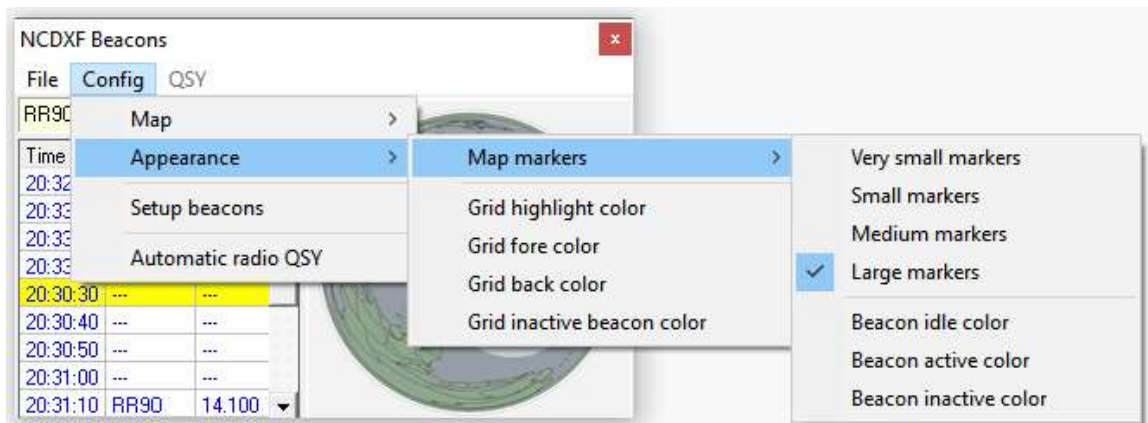 NCDXF Beacons
x
File Config QSY
RR90
Map
Time
Appearance
Map markers
Very small markers
20:32
Small markers
20:33
Setup beacons
Grid highlight color
Medium markers
20:33
Grid fore color
20:33
Automatic radio QSY
Large markers
20:30:30 --- ---
Grid back color
20:30:40 --- ---
Grid inactive beacon color
Beacon idle color
20:30:50 --- ---
Beacon active color
20:31:00 --- ---
20:31:10 RR90 14.100
Beacon inactive color